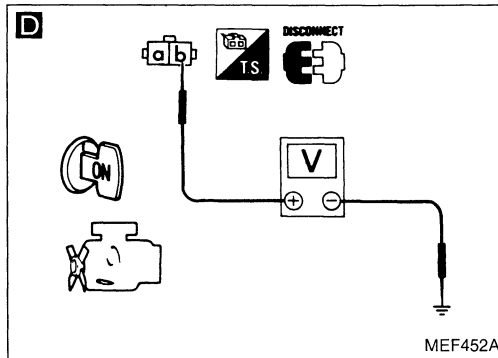 D
DISCONNECT
a b
T.S.
ON
V
+ −
MEF452A